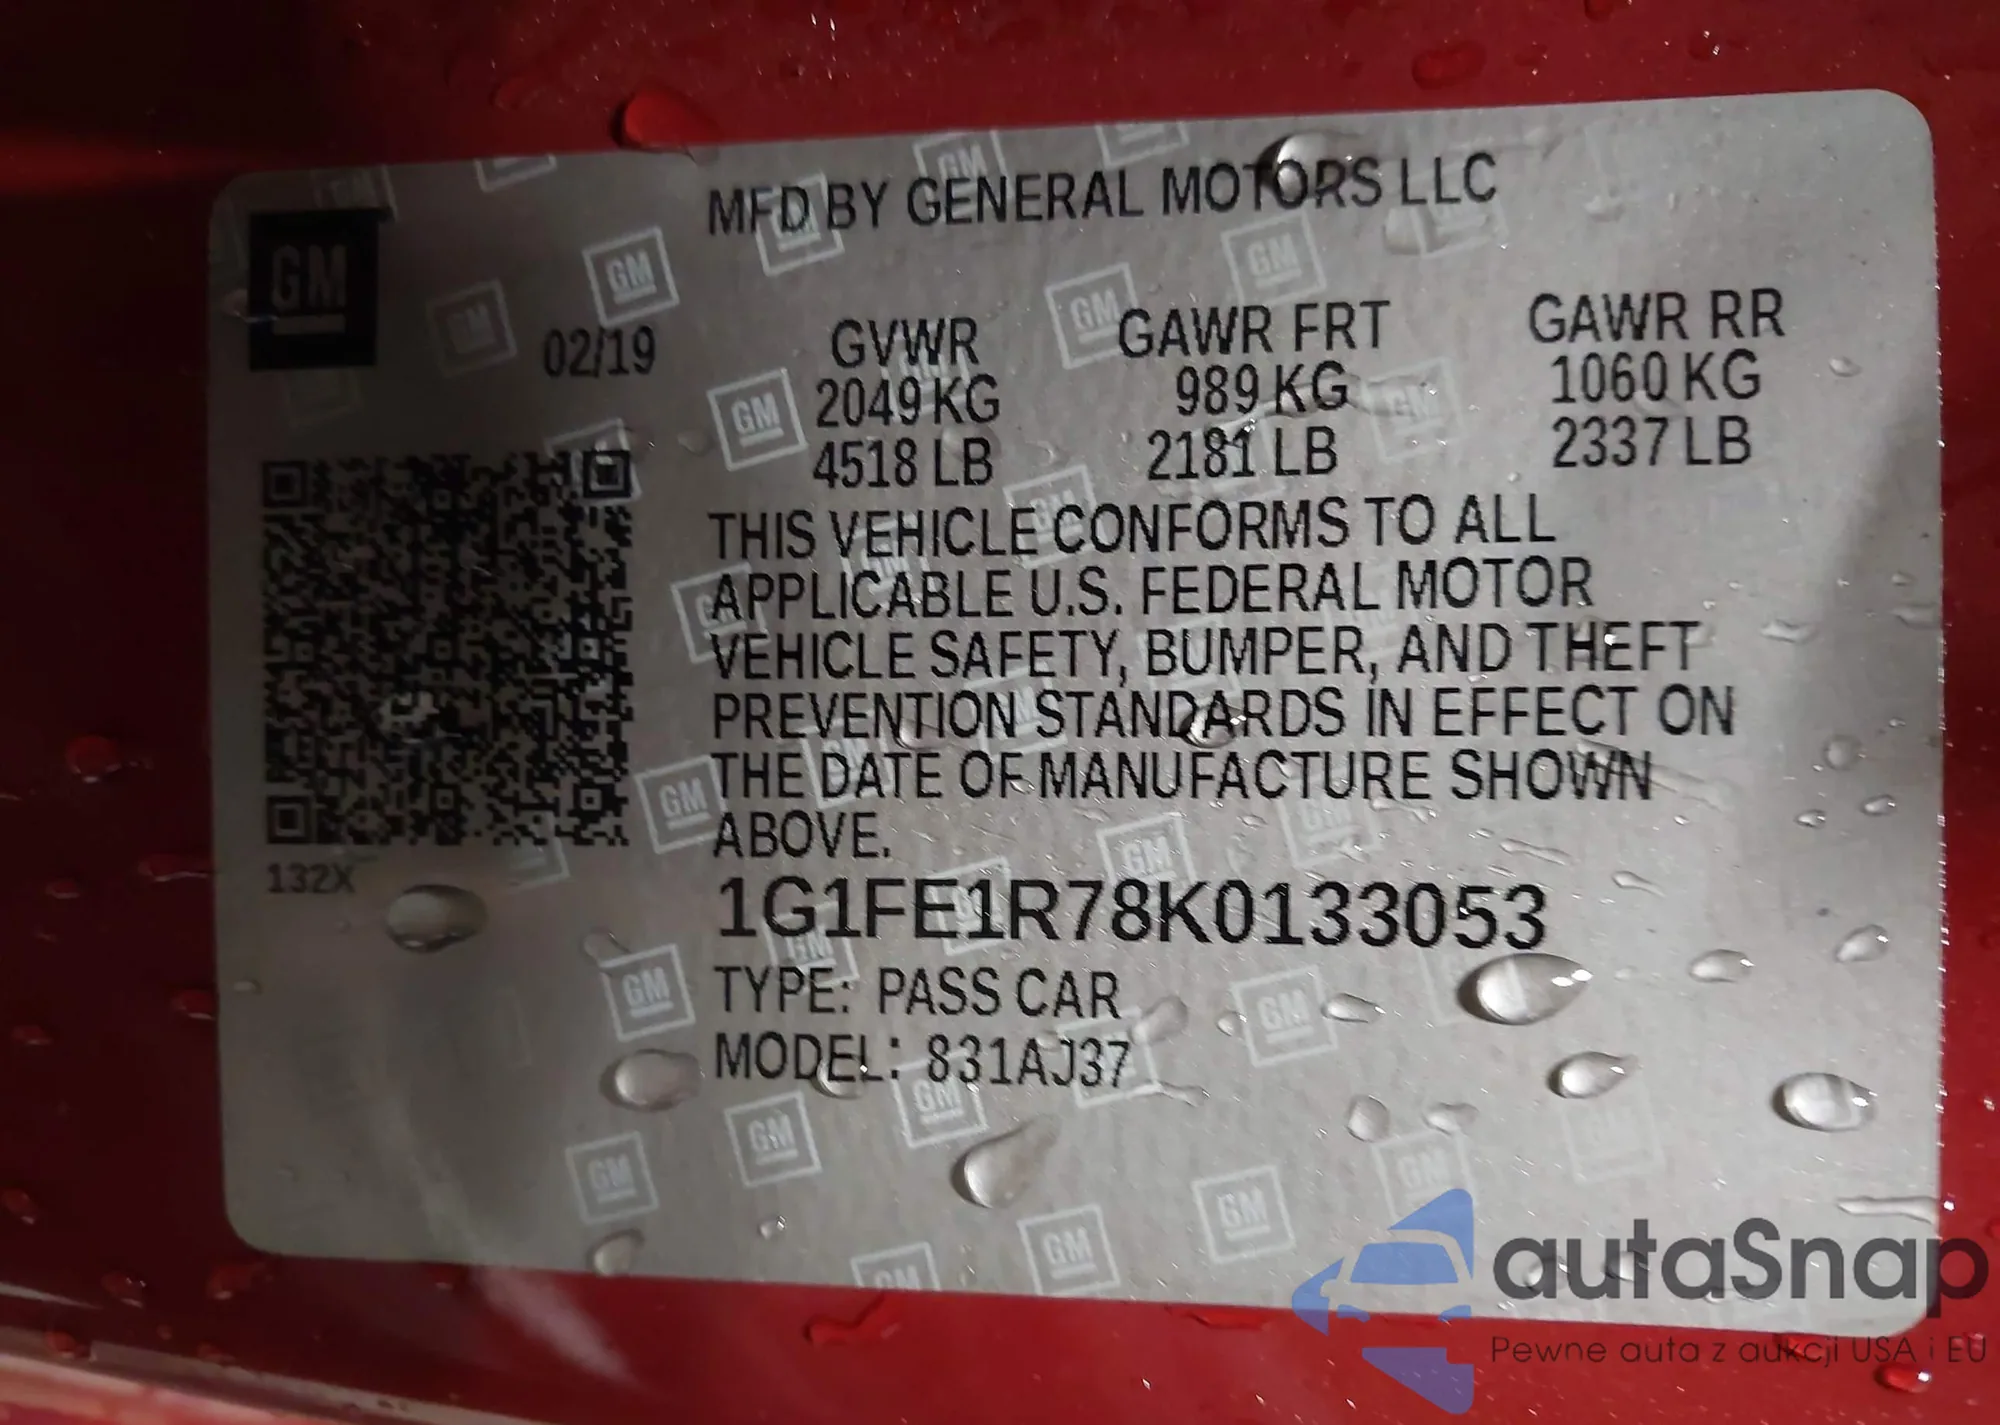 MFD BY GENERAL MOTORS LLC
GM
02/19
GVWR GAWR FRT GAWR RR
2049 KG 989 KG 1060 KG
4518 LB 2181 LB 2337 LB
THIS VEHICLE CONFORMS TO ALL
APPLICABLE U.S. FEDERAL MOTOR
VEHICLE SAFETY, BUMPER, AND THEFT
PREVENTION STANDARDS IN EFFECT ON
THE DATE OF MANUFACTURE SHOWN
ABOVE.
132X
1G1FE1R78K0133053
TYPE: PASS CAR
MODEL: 831AJ37
autaSnap
Pewne auta z aukcji USA i EU